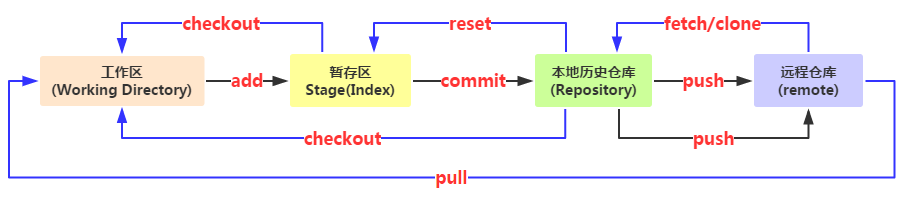 checkout
reset
fetch/clone
工作区
(Working Directory)
add
暂存区
Stage(Index)
commit
本地历史仓库
(Repository)
push
远程仓库
(remote)
checkout
push
pull